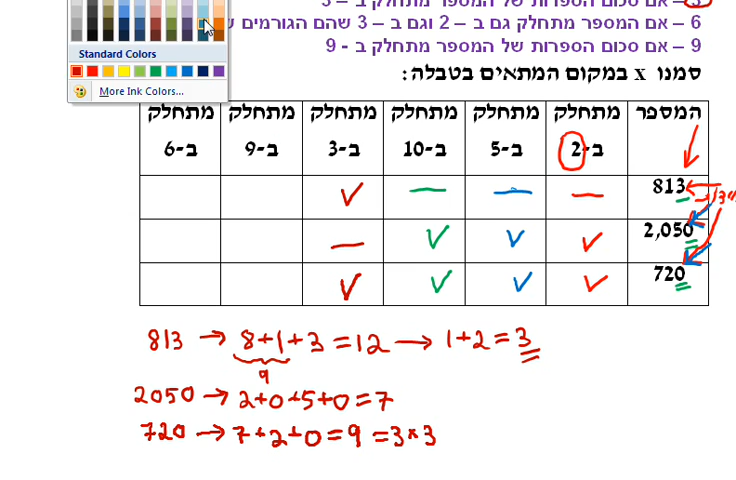 3 – אם סכום הספרות של המספר מתחלק ב – 3
6 – אם המספר מתחלק גם ב – 2 וגם ב – 3 שהם הגורמים
9 – אם סכום הספרות של המספר מתחלק ב - 9
Standard Colors
More Ink Colors...
סמנו x במקום המתאים בטבלה:
המספר מתחלק ב-2 מתחלק ב-5 מתחלק ב-10 מתחלק ב-3 מתחלק ב-9 מתחלק ב-6
813 — — — ✓
2,050 ✓ ✓ ✓ —
720 ✓ ✓ ✓ ✓
813 → 8+1+3=12 → 1+2=3
9
2050 → 2+0+5+0=7
720 → 7+2+0=9=3×3